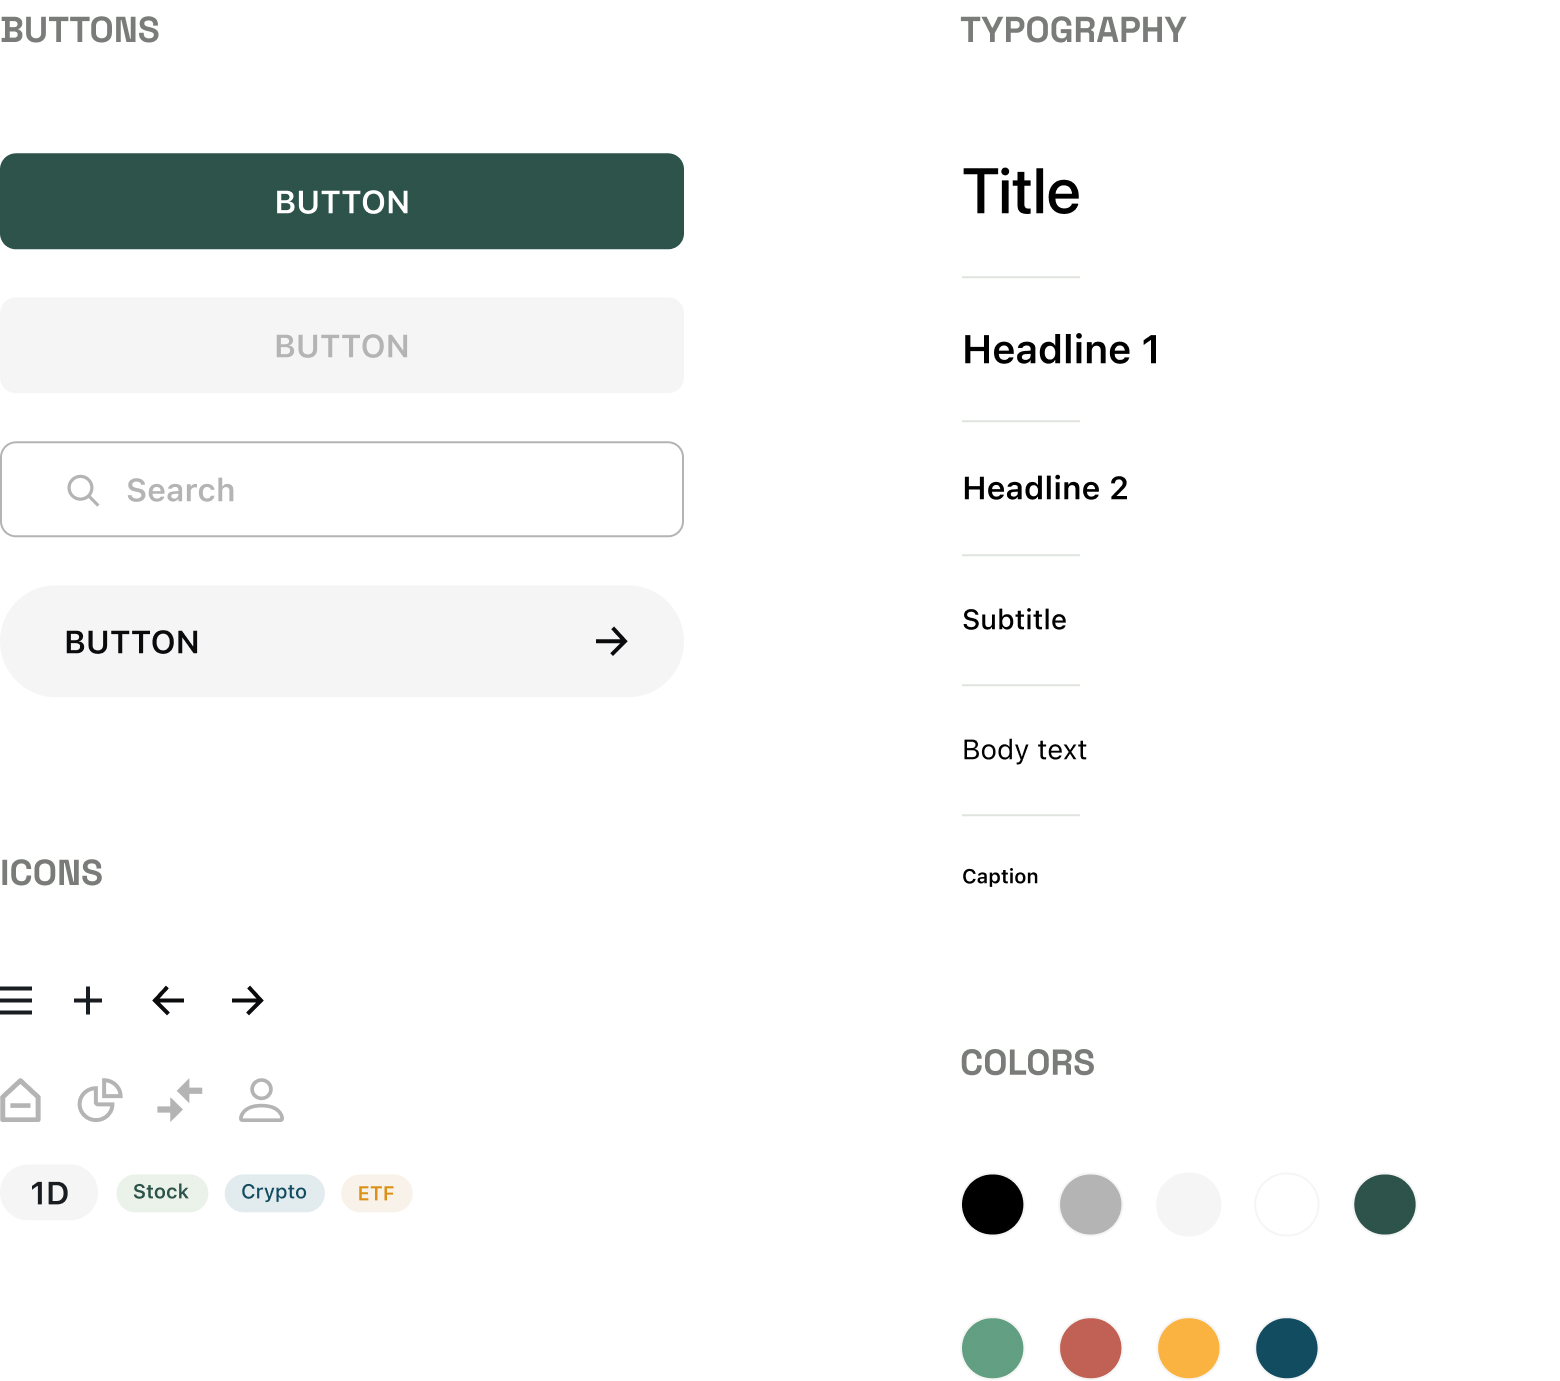 BUTTONS
BUTTON
BUTTON
Search
BUTTON
ICONS
1D
Stock
Crypto
ETF
TYPOGRAPHY
Title
Headline 1
Headline 2
Subtitle
Body text
Caption
COLORS